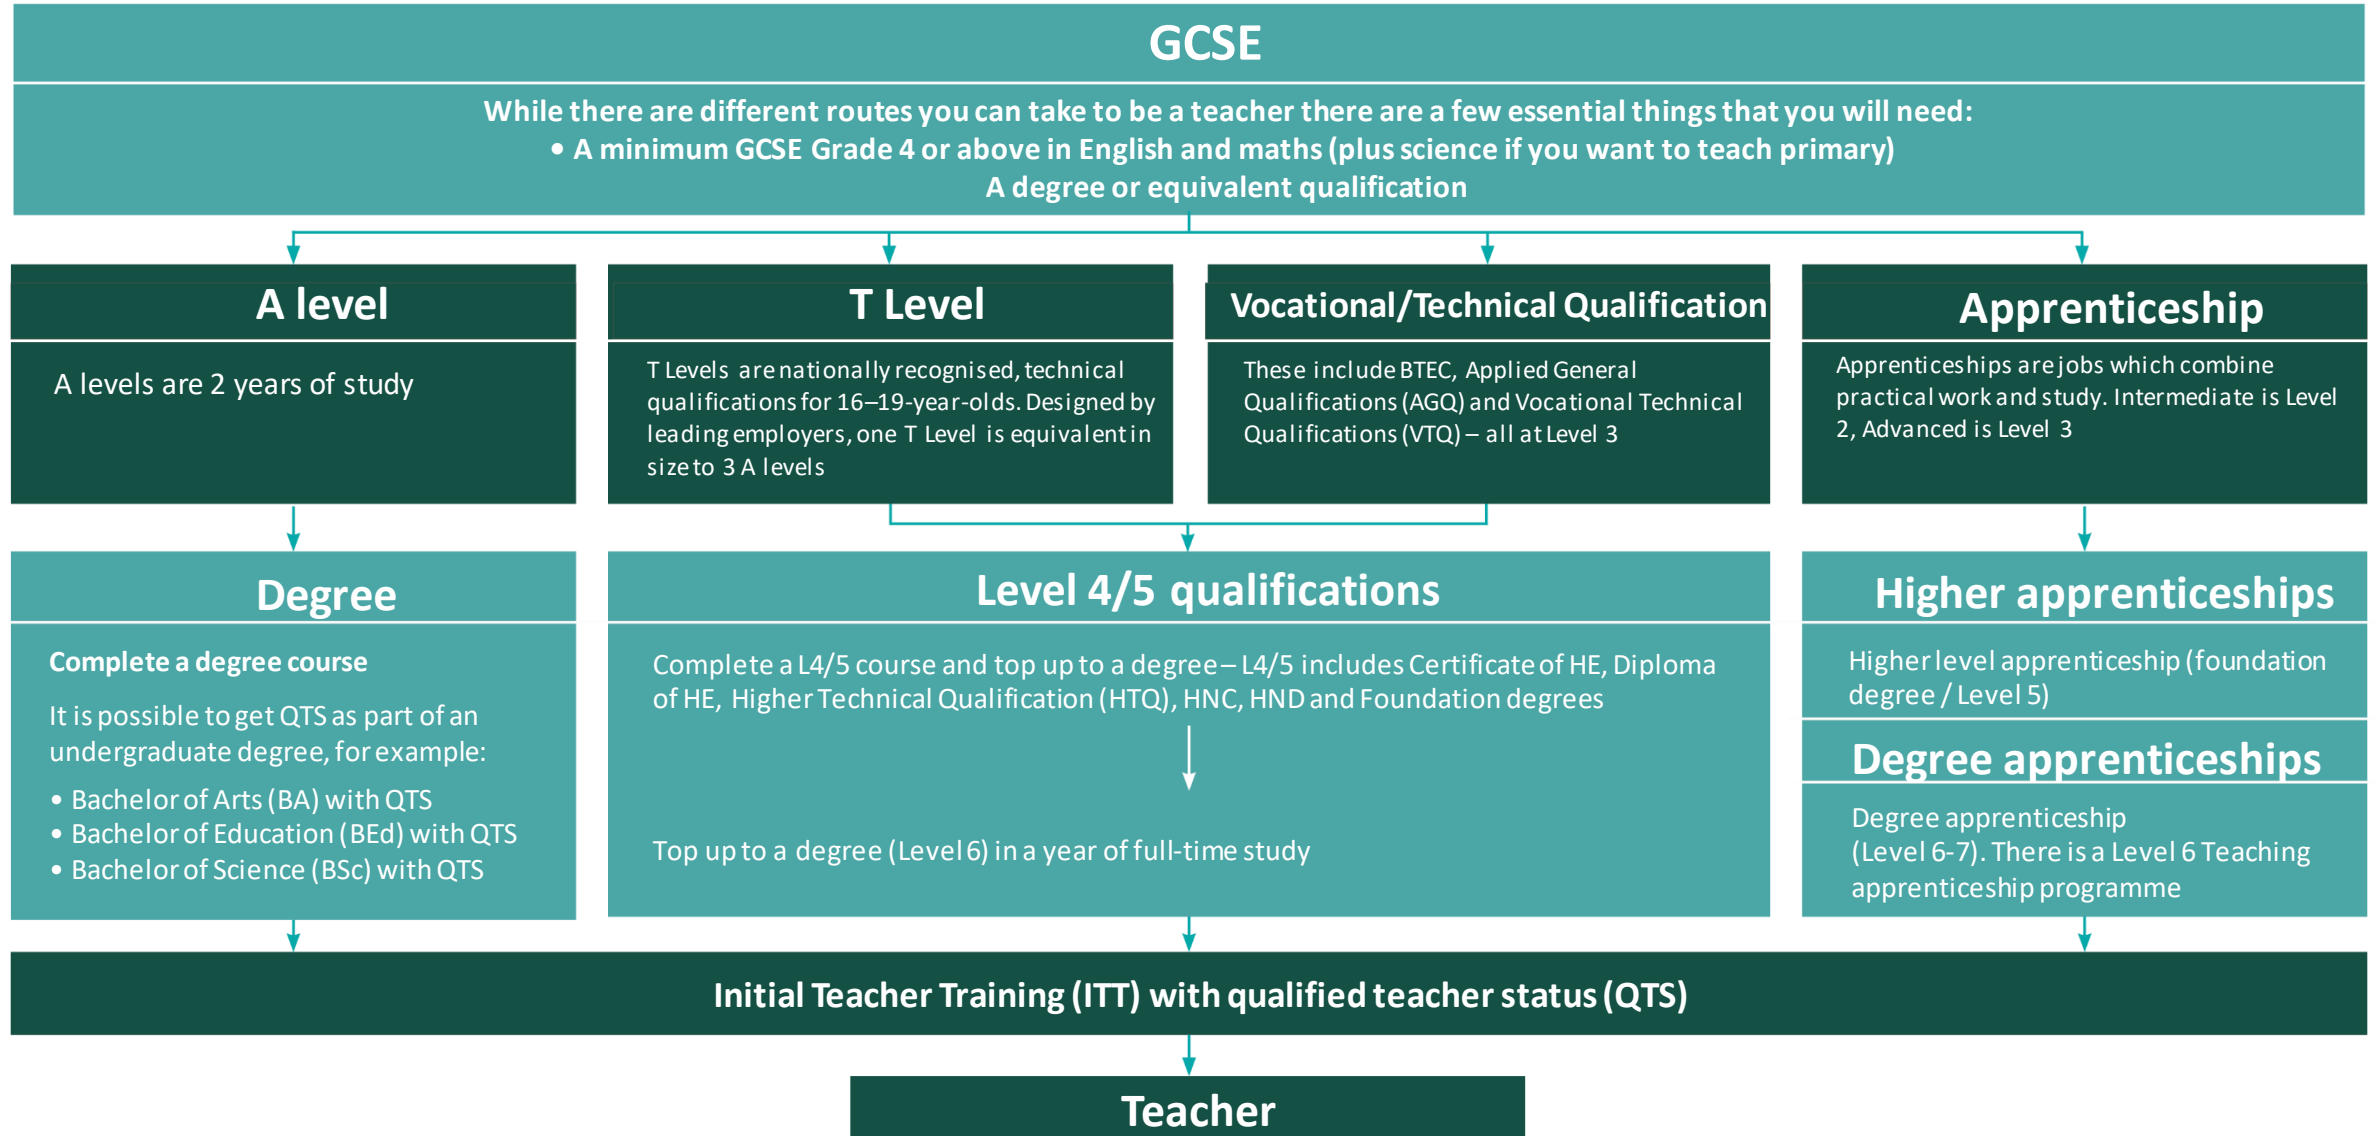 GCSE
While there are different routes you can take to be a teacher there are a few essential things that you will need:
• A minimum GCSE Grade 4 or above in English and maths (plus science if you want to teach primary)
A degree or equivalent qualification
A level
A levels are 2 years of study
T Level
T Levels are nationally recognised, technical
qualifications for 16–19-year-olds. Designed by
leading employers, one T Level is equivalent in
size to 3 A levels
Vocational/Technical Qualification
These include BTEC, Applied General
Qualifications (AGQ) and Vocational Technical
Qualifications (VTQ) – all at Level 3
Apprenticeship
Apprenticeships are jobs which combine
practical work and study. Intermediate is Level
2, Advanced is Level 3
Degree
Complete a degree course
It is possible to get QTS as part of an
undergraduate degree, for example:
• Bachelor of Arts (BA) with QTS
• Bachelor of Education (BEd) with QTS
• Bachelor of Science (BSc) with QTS
Level 4/5 qualifications
Complete a L4/5 course and top up to a degree – L4/5 includes Certificate of HE, Diploma
of HE, Higher Technical Qualification (HTQ), HNC, HND and Foundation degrees
Top up to a degree (Level 6) in a year of full-time study
Higher apprenticeships
Higher level apprenticeship (foundation
degree / Level 5)
Degree apprenticeships
Degree apprenticeship
(Level 6-7). There is a Level 6 Teaching
apprenticeship programme
Initial Teacher Training (ITT) with qualified teacher status (QTS)
Teacher